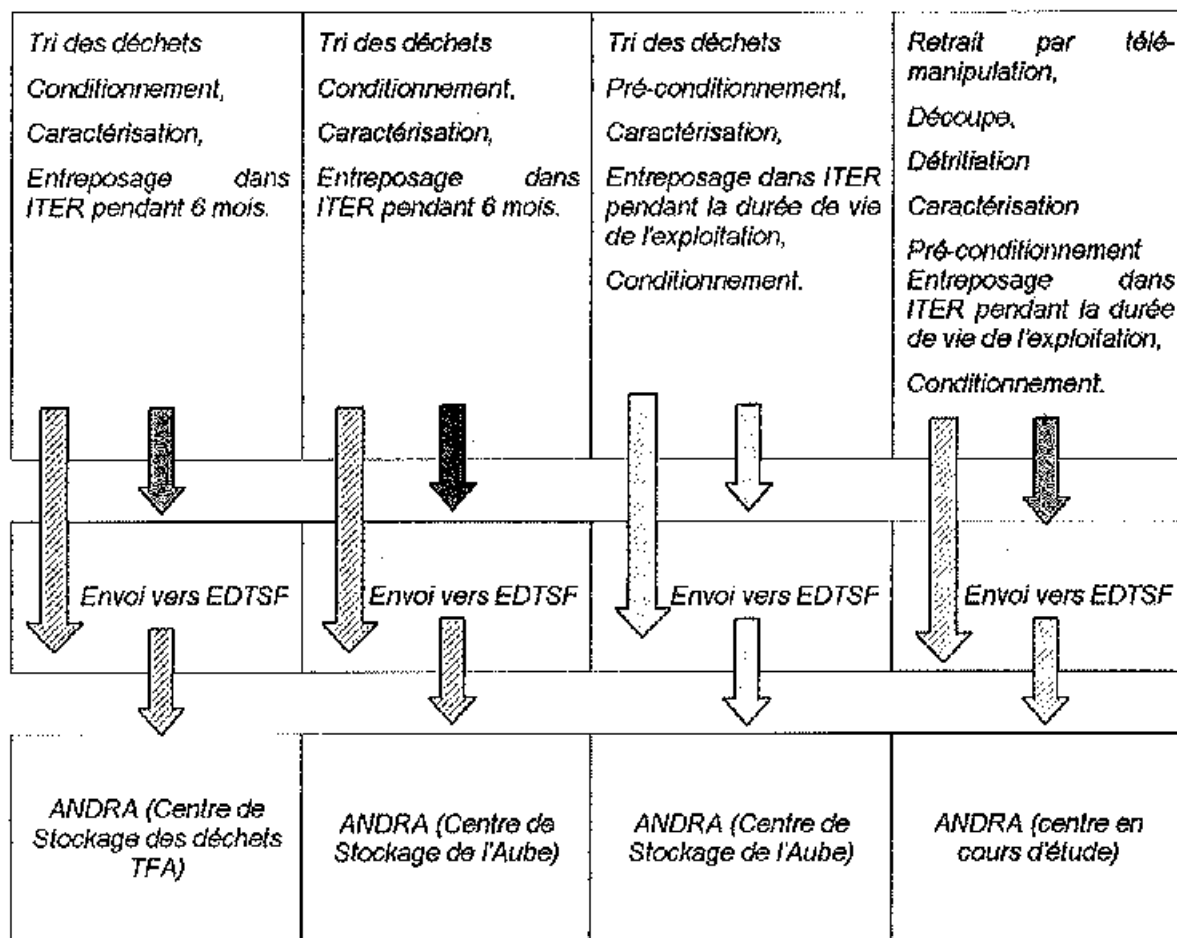 Tri des déchets
Conditionnement,
Caractérisation,
Entreposage dans
ITER pendant 6 mois.
Tri des déchets
Conditionnement,
Caractérisation,
Entreposage dans
ITER pendant 6 mois.
Tri des déchets
Pré-conditionnement,
Caractérisation,
Entreposage dans ITER
pendant la durée de vie
de l'exploitation,
Conditionnement.
Retrait par télé-
manipulation,
Découpe,
Détritiation
Caractérisation
Pré-conditionnement
Entreposage dans
ITER pendant la durée
de vie de l'exploitation,
Conditionnement.
Envoi vers EDTSF
Envoi vers EDTSF
Envoi vers EDTSF
Envoi vers EDTSF
ANDRA (Centre de
Stockage des déchets
TFA)
ANDRA (Centre de
Stockage de l'Aube)
ANDRA (Centre de
Stockage de l'Aube)
ANDRA (centre en
cours d'étude)